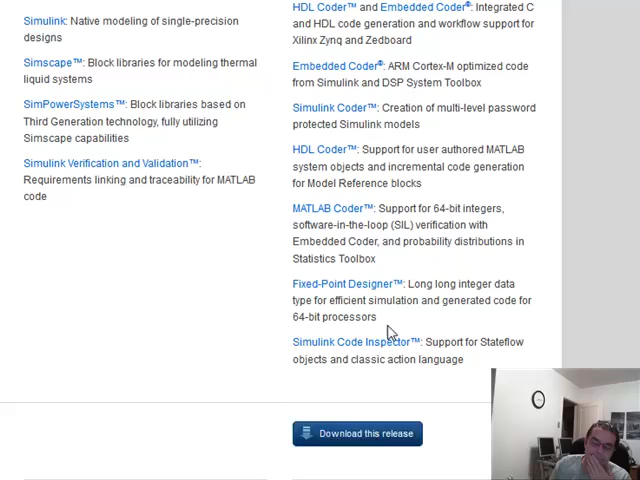 Simulink: Native modeling of single-precision
designs
Simscape™: Block libraries for modeling thermal
liquid systems
SimPowerSystems™: Block libraries based on
Third Generation technology, fully utilizing
Simscape capabilities
Simulink Verification and Validation™:
Requirements linking and traceability for MATLAB
code
HDL Coder™ and Embedded Coder®: Integrated C
and HDL code generation and workflow support for
Xilinx Zynq and Zedboard
Embedded Coder®: ARM Cortex-M optimized code
from Simulink and DSP System Toolbox
Simulink Coder™: Creation of multi-level password
protected Simulink models
HDL Coder™: Support for user authored MATLAB
system objects and incremental code generation
for Model Reference blocks
MATLAB Coder™: Support for 64-bit integers,
software-in-the-loop (SIL) verification with
Embedded Coder, and probability distributions in
Statistics Toolbox
Fixed-Point Designer™: Long long integer data
type for efficient simulation and generated code for
64-bit processors
Simulink Code Inspector™: Support for Stateflow
objects and classic action language
Download this release